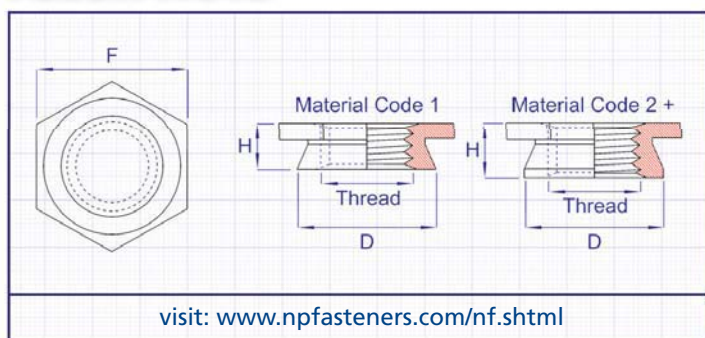 F
Material Code 1
Material Code 2 +
H
H
Thread
Thread
D
D
visit: www.npfasteners.com/nf.shtml